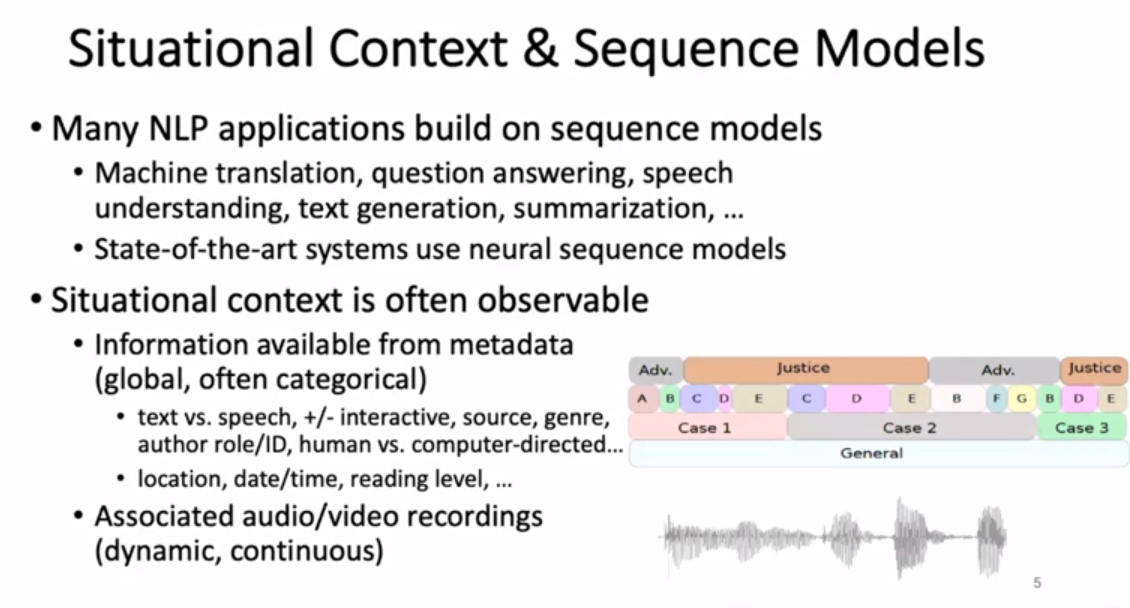 Situational Context & Sequence Models
• Many NLP applications build on sequence models
• Machine translation, question answering, speech
understanding, text generation, summarization, ...
• State-of-the-art systems use neural sequence models
• Situational context is often observable
• Information available from metadata
(global, often categorical)
• text vs. speech, +/- interactive, source, genre,
author role/ID, human vs. computer-directed...
• location, date/time, reading level, ...
• Associated audio/video recordings
(dynamic, continuous)
Adv. Justice Adv. Justice
A B C D E C D E B F G B D E
Case 1 Case 2 Case 3
General
5